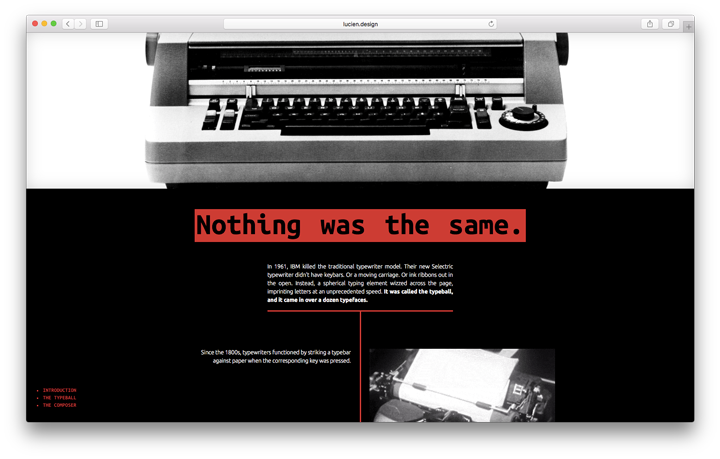 lucien.design
Nothing was the same.
In 1961, IBM killed the traditional typewriter model. Their new Selectric
typewriter didn't have keybars. Or a moving carriage. Or ink ribbons out in
the open. Instead, a spherical typing element wizzed across the page,
imprinting letters at an unprecedented speed. It was called the typeball,
and it came in over a dozen typefaces.
Since the 1800s, typewriters functioned by striking a typebar
against paper when the corresponding key was pressed.
INTRODUCTION
THE TYPEBALL
THE COMPOSER